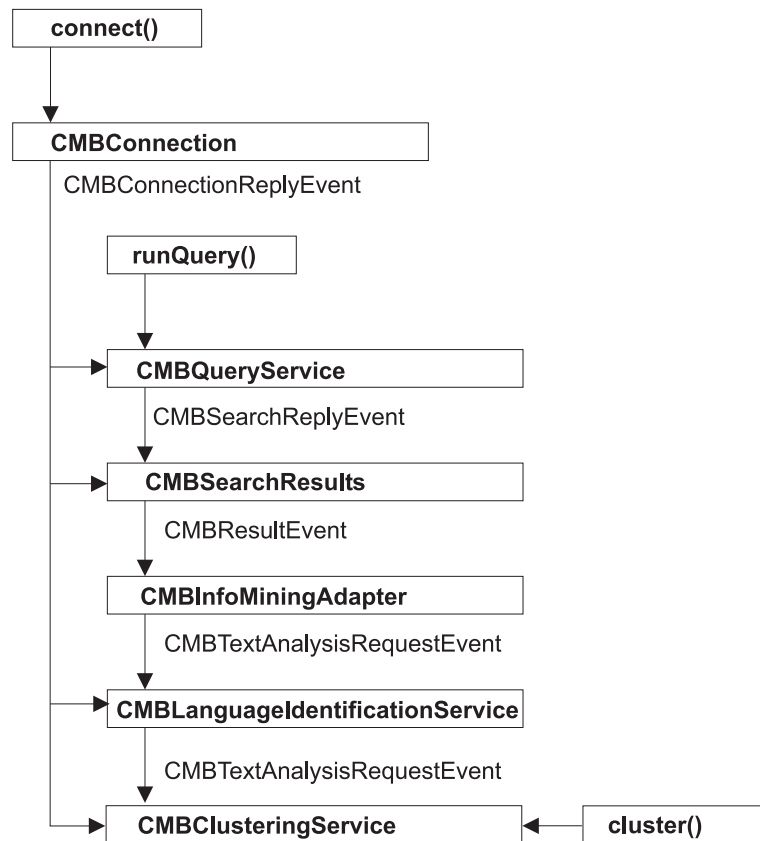 connect()
CMBConnection
CMBConnectionReplyEvent
runQuery()
CMBQueryService
CMBSearchReplyEvent
CMBSearchResults
CMBResultEvent
CMBInfoMiningAdapter
CMBTextAnalysisRequestEvent
CMBLanguageIdentificationService
CMBTextAnalysisRequestEvent
CMBClusteringService
cluster()